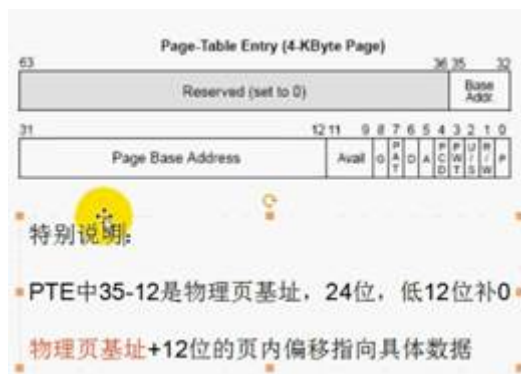 Page-Table Entry (4-KByte Page)
63 36 35 32
Reserved (set to 0) Base Addr.
31 12 11 9 8 7 6 5 4 3 2 1 0
Page Base Address Avail G PAT D A PCD PWT U/S R/W P
特别说明:
PTE中35-12是物理页基址，24位，低12位补0
物理页基址+12位的页内偏移指向具体数据